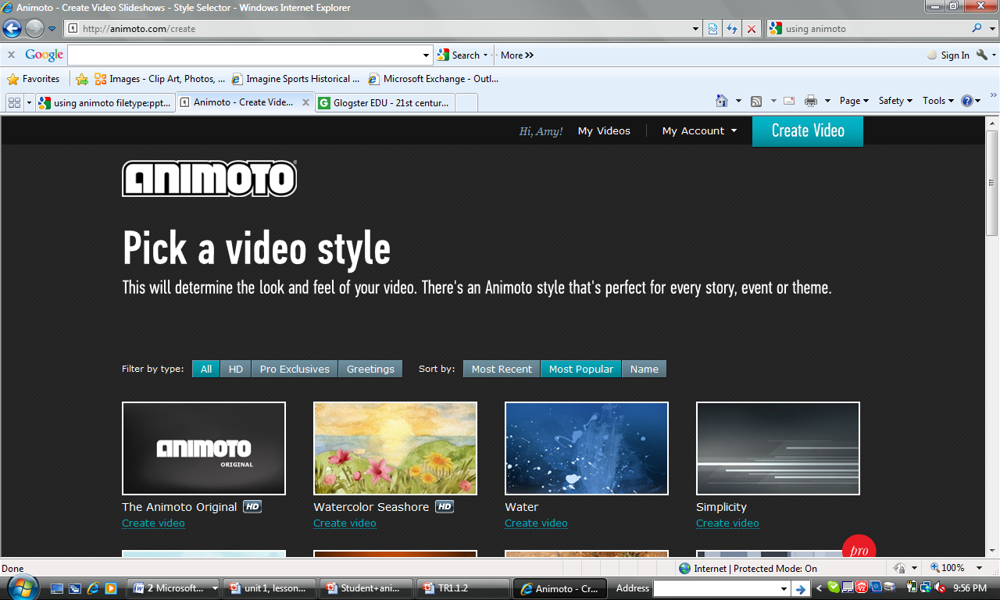 Animoto - Create Video Slideshows - Style Selector - Windows Internet Explorer
http://animoto.com/create
using animoto
x Google Search More >> Sign In
Favorites Images - Clip Art, Photos, ... Imagine Sports Historical ... Microsoft Exchange - Outl...
using animoto filetype:ppt... Animoto - Create Vide... x Glogster EDU - 21st centur... Page Safety Tools
Hi, Amy! My Videos My Account Create Video
ANIMOTO®
Pick a video style
This will determine the look and feel of your video. There's an Animoto style that's perfect for every story, event or theme.
Filter by type: All HD Pro Exclusives Greetings Sort by: Most Recent Most Popular Name
ANIMOTO
ORIGINAL
The Animoto Original HD Watercolor Seashore HD Water Simplicity
Create video Create video Create video Create video
pro
Done Internet | Protected Mode: On 100%
2 Microsoft... unit 1, lesson... Student+ani... TR1.1.2 Animoto - Cr... Address 9:56 PM